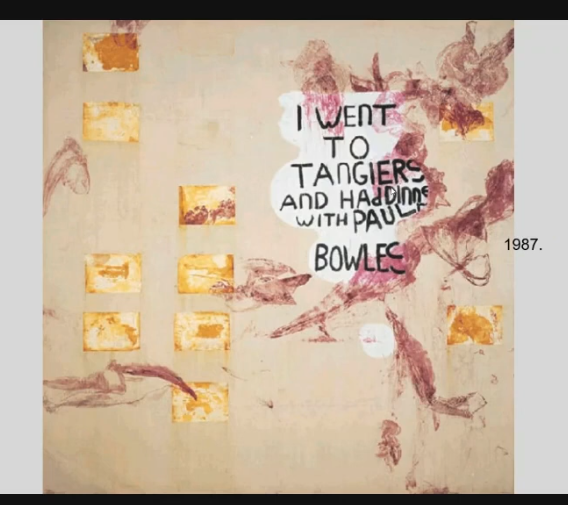 I WENT
TO
TANGIERS
AND HAd DINNE
WITH PAUL
BOWLES
1987.